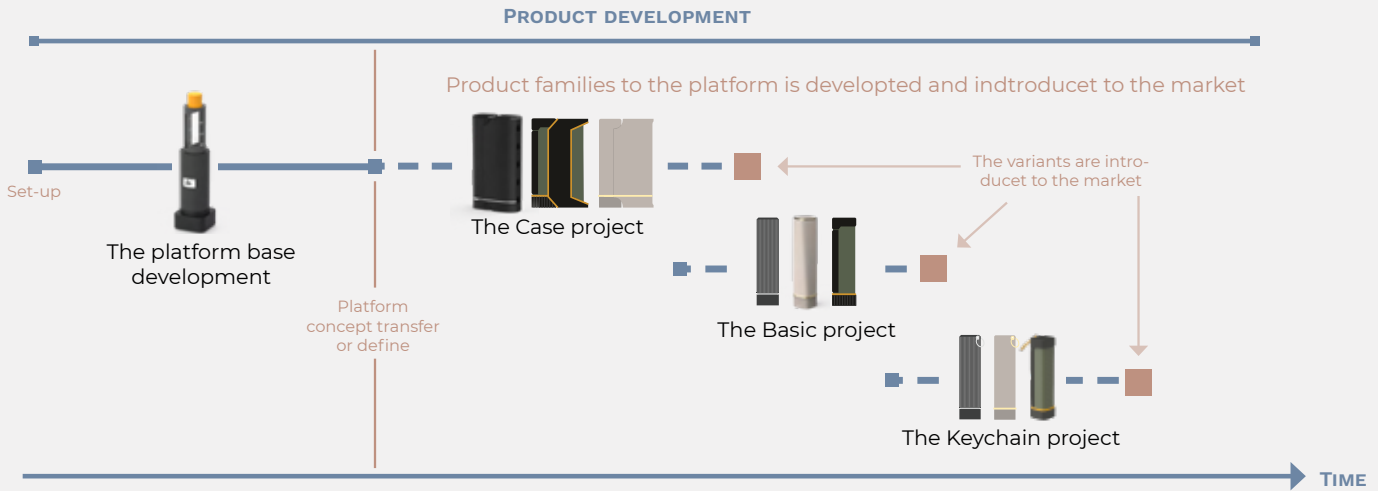 PRODUCT DEVELOPMENT
Product families to the platform is developted and indtroducet to the market
The variants are intro-
ducet to the market
Set-up
The Case project
The platform base
development
Platform
concept transfer
or define
The Basic project
The Keychain project
TIME